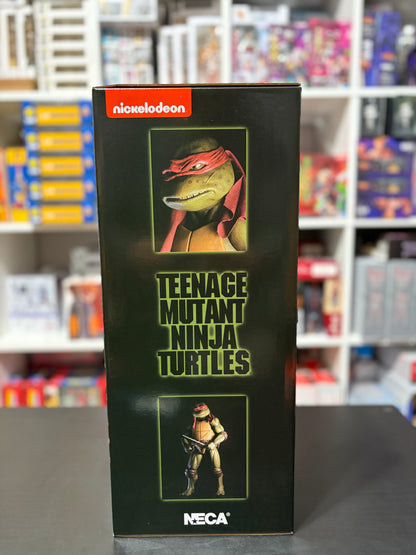 nickelodeon
TEENAGE
MUTANT
NINJA
TURTLES
NECA®